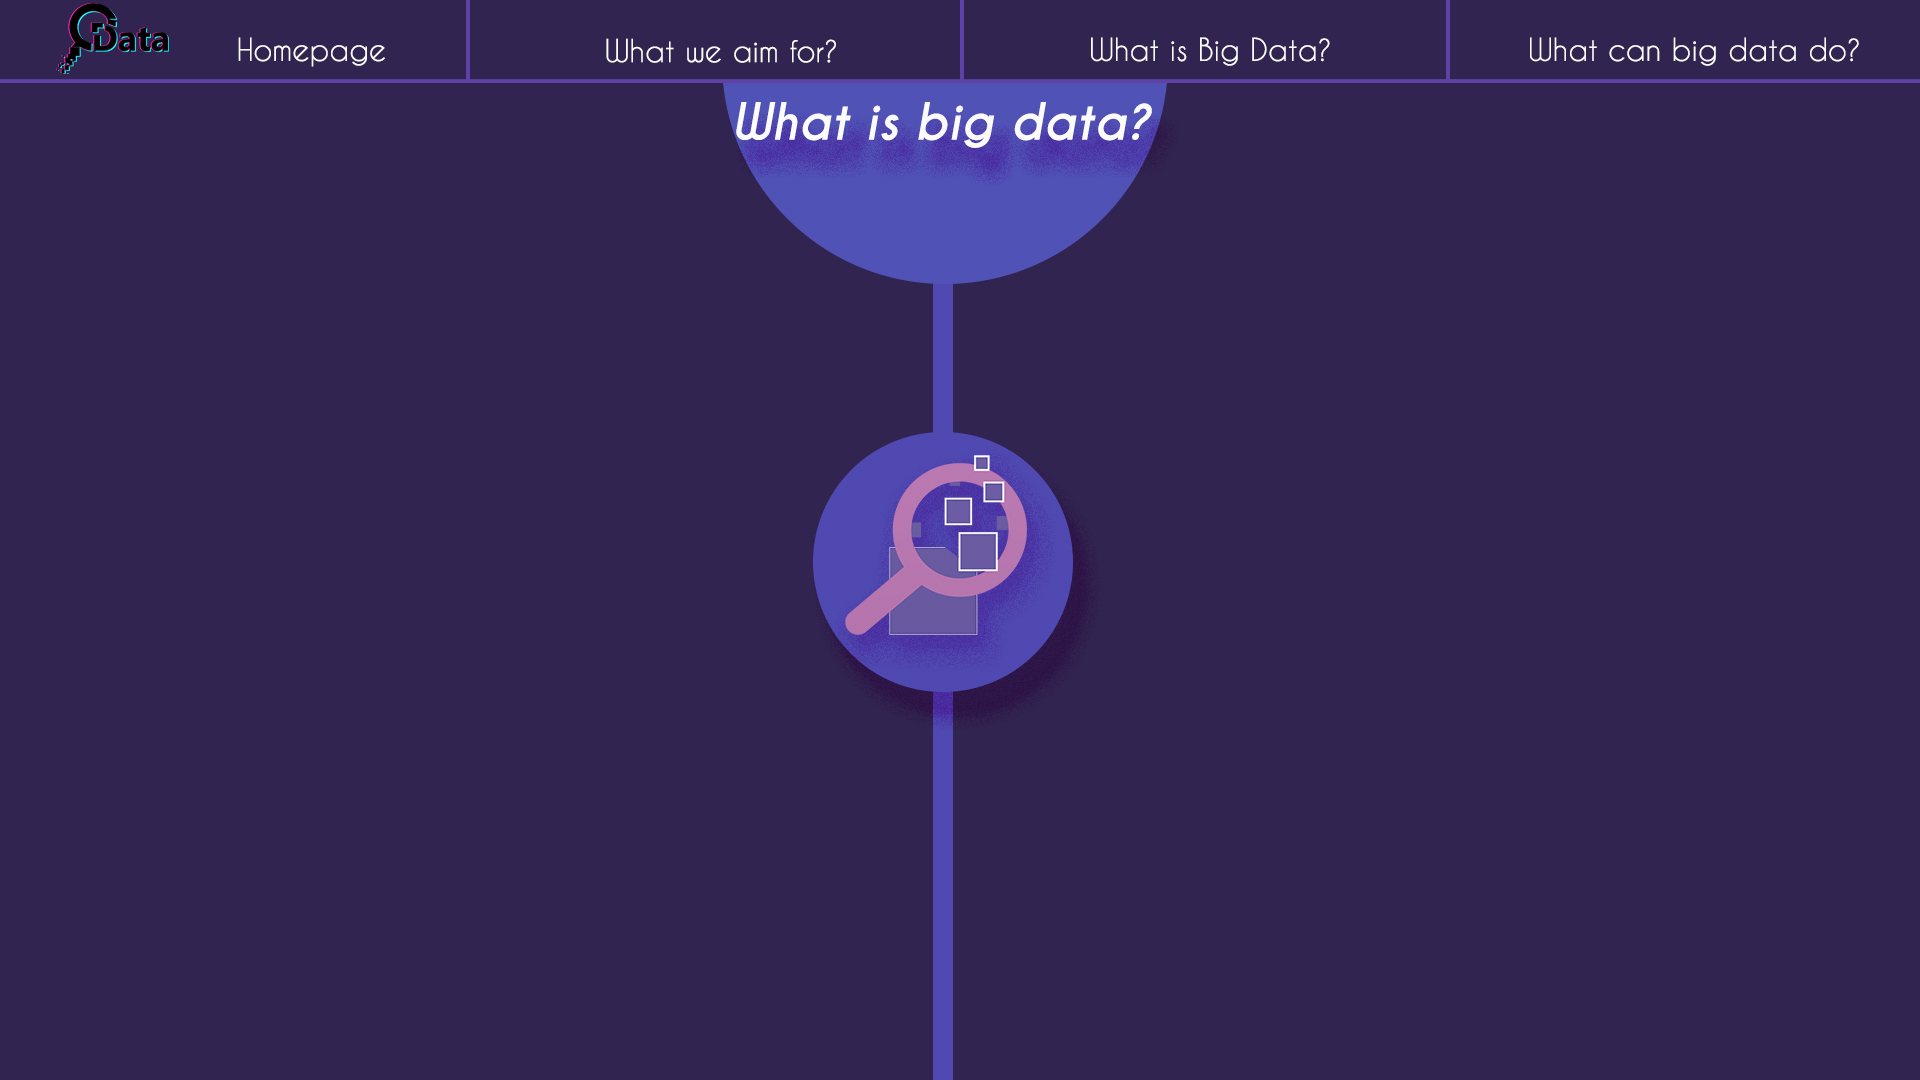 Data
Homepage
What we aim for?
What is Big Data?
What can big data do?
What is big data?